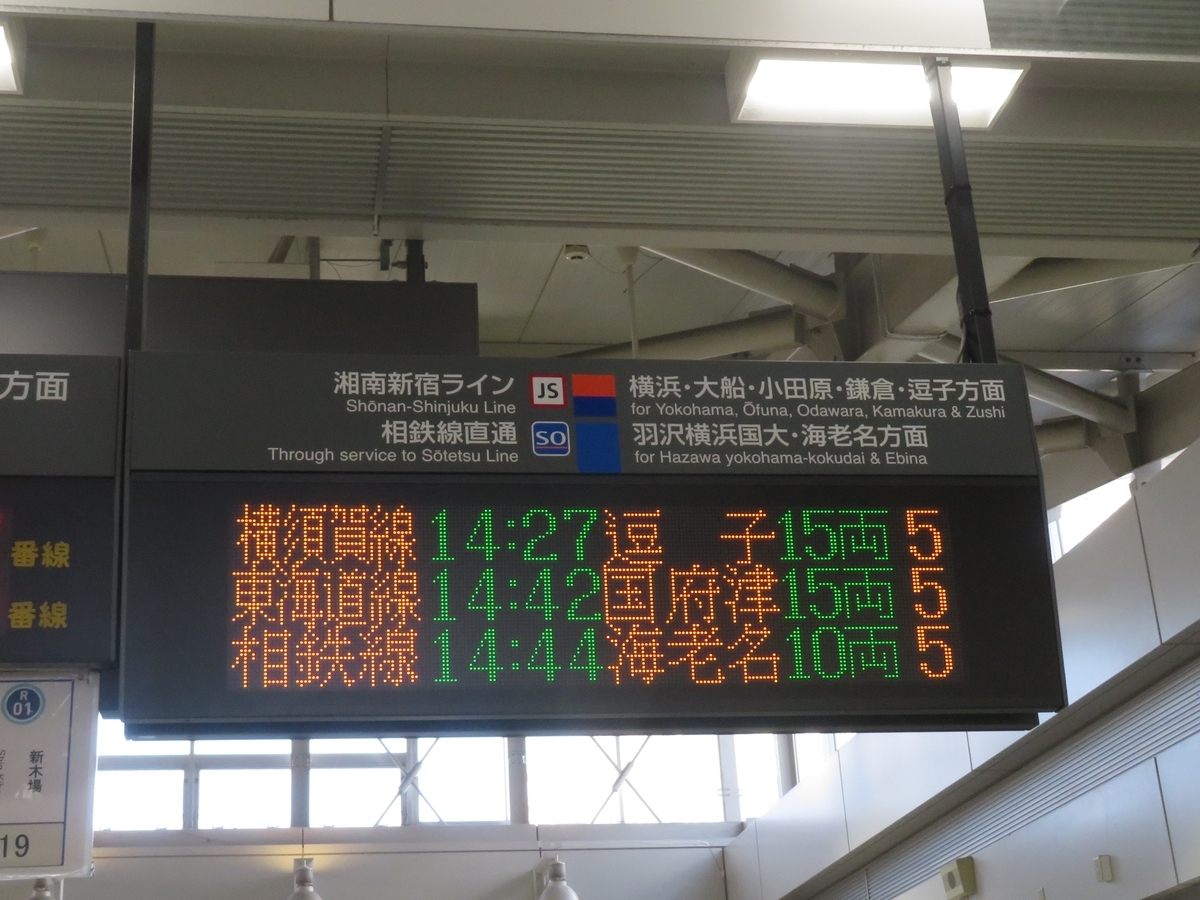 方面
湘南新宿ライン JS 横浜・大船・小田原・鎌倉・逗子方面
Shōnan-Shinjuku Line for Yokohama, Ōfuna, Odawara, Kamakura & Zushi
相鉄線直通 SO 羽沢横浜国大・海老名方面
Through service to Sōtetsu Line for Hazawa yokohama-kokudai & Ebina
横須賀線 14:27 逗子 15両 5
東海道線 14:42 国府津 15両 5
相鉄線 14:44 海老名 10両 5
番線
番線
R
01
新木場
19